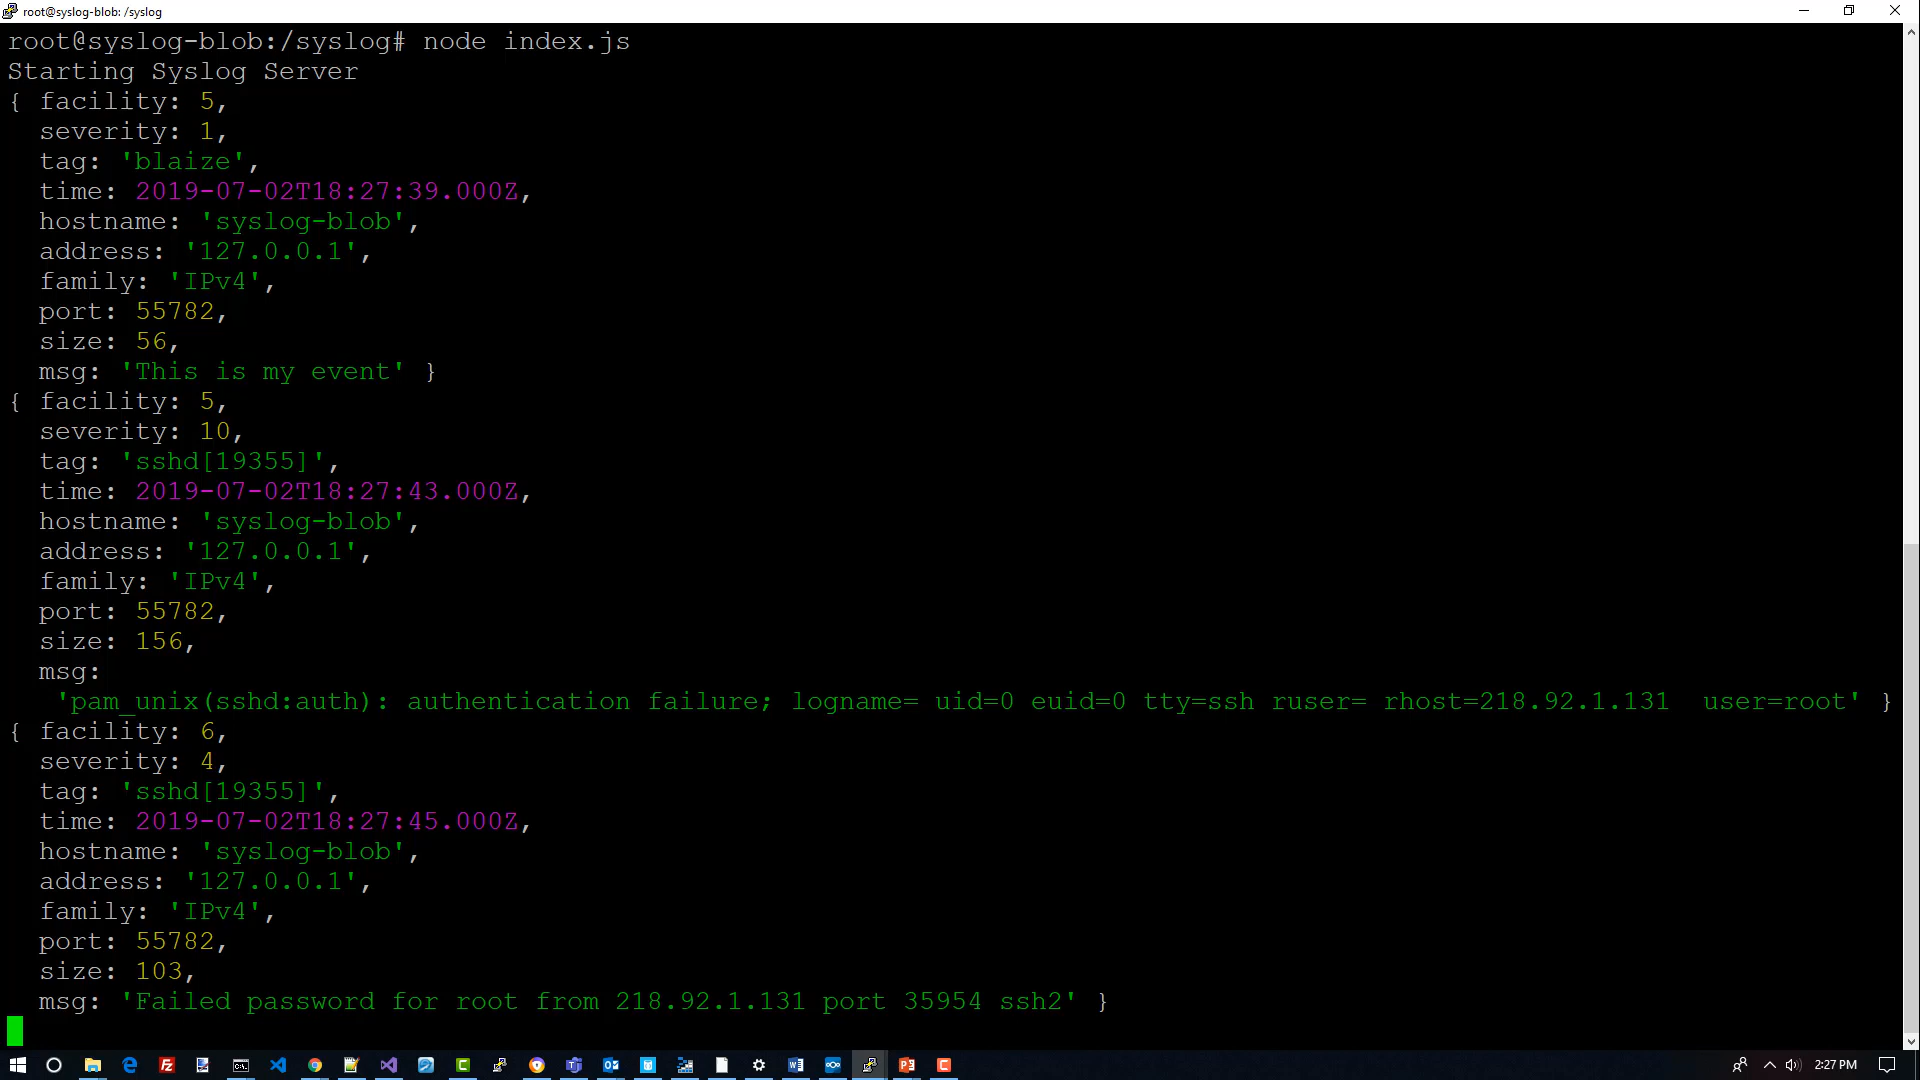 root@syslog-blob: /syslog
root@syslog-blob:/syslog# node index.js
Starting Syslog Server
{ facility: 5,
  severity: 1,
  tag: 'blaize',
  time: 2019-07-02T18:27:39.000Z,
  hostname: 'syslog-blob',
  address: '127.0.0.1',
  family: 'IPv4',
  port: 55782,
  size: 56,
  msg: 'This is my event' }
{ facility: 5,
  severity: 10,
  tag: 'sshd[19355]',
  time: 2019-07-02T18:27:43.000Z,
  hostname: 'syslog-blob',
  address: '127.0.0.1',
  family: 'IPv4',
  port: 55782,
  size: 156,
  msg:
   'pam_unix(sshd:auth): authentication failure; logname= uid=0 euid=0 tty=ssh ruser= rhost=218.92.1.131  user=root' }
{ facility: 6,
  severity: 4,
  tag: 'sshd[19355]',
  time: 2019-07-02T18:27:45.000Z,
  hostname: 'syslog-blob',
  address: '127.0.0.1',
  family: 'IPv4',
  port: 55782,
  size: 103,
  msg: 'Failed password for root from 218.92.1.131 port 35954 ssh2' }
2:27 PM